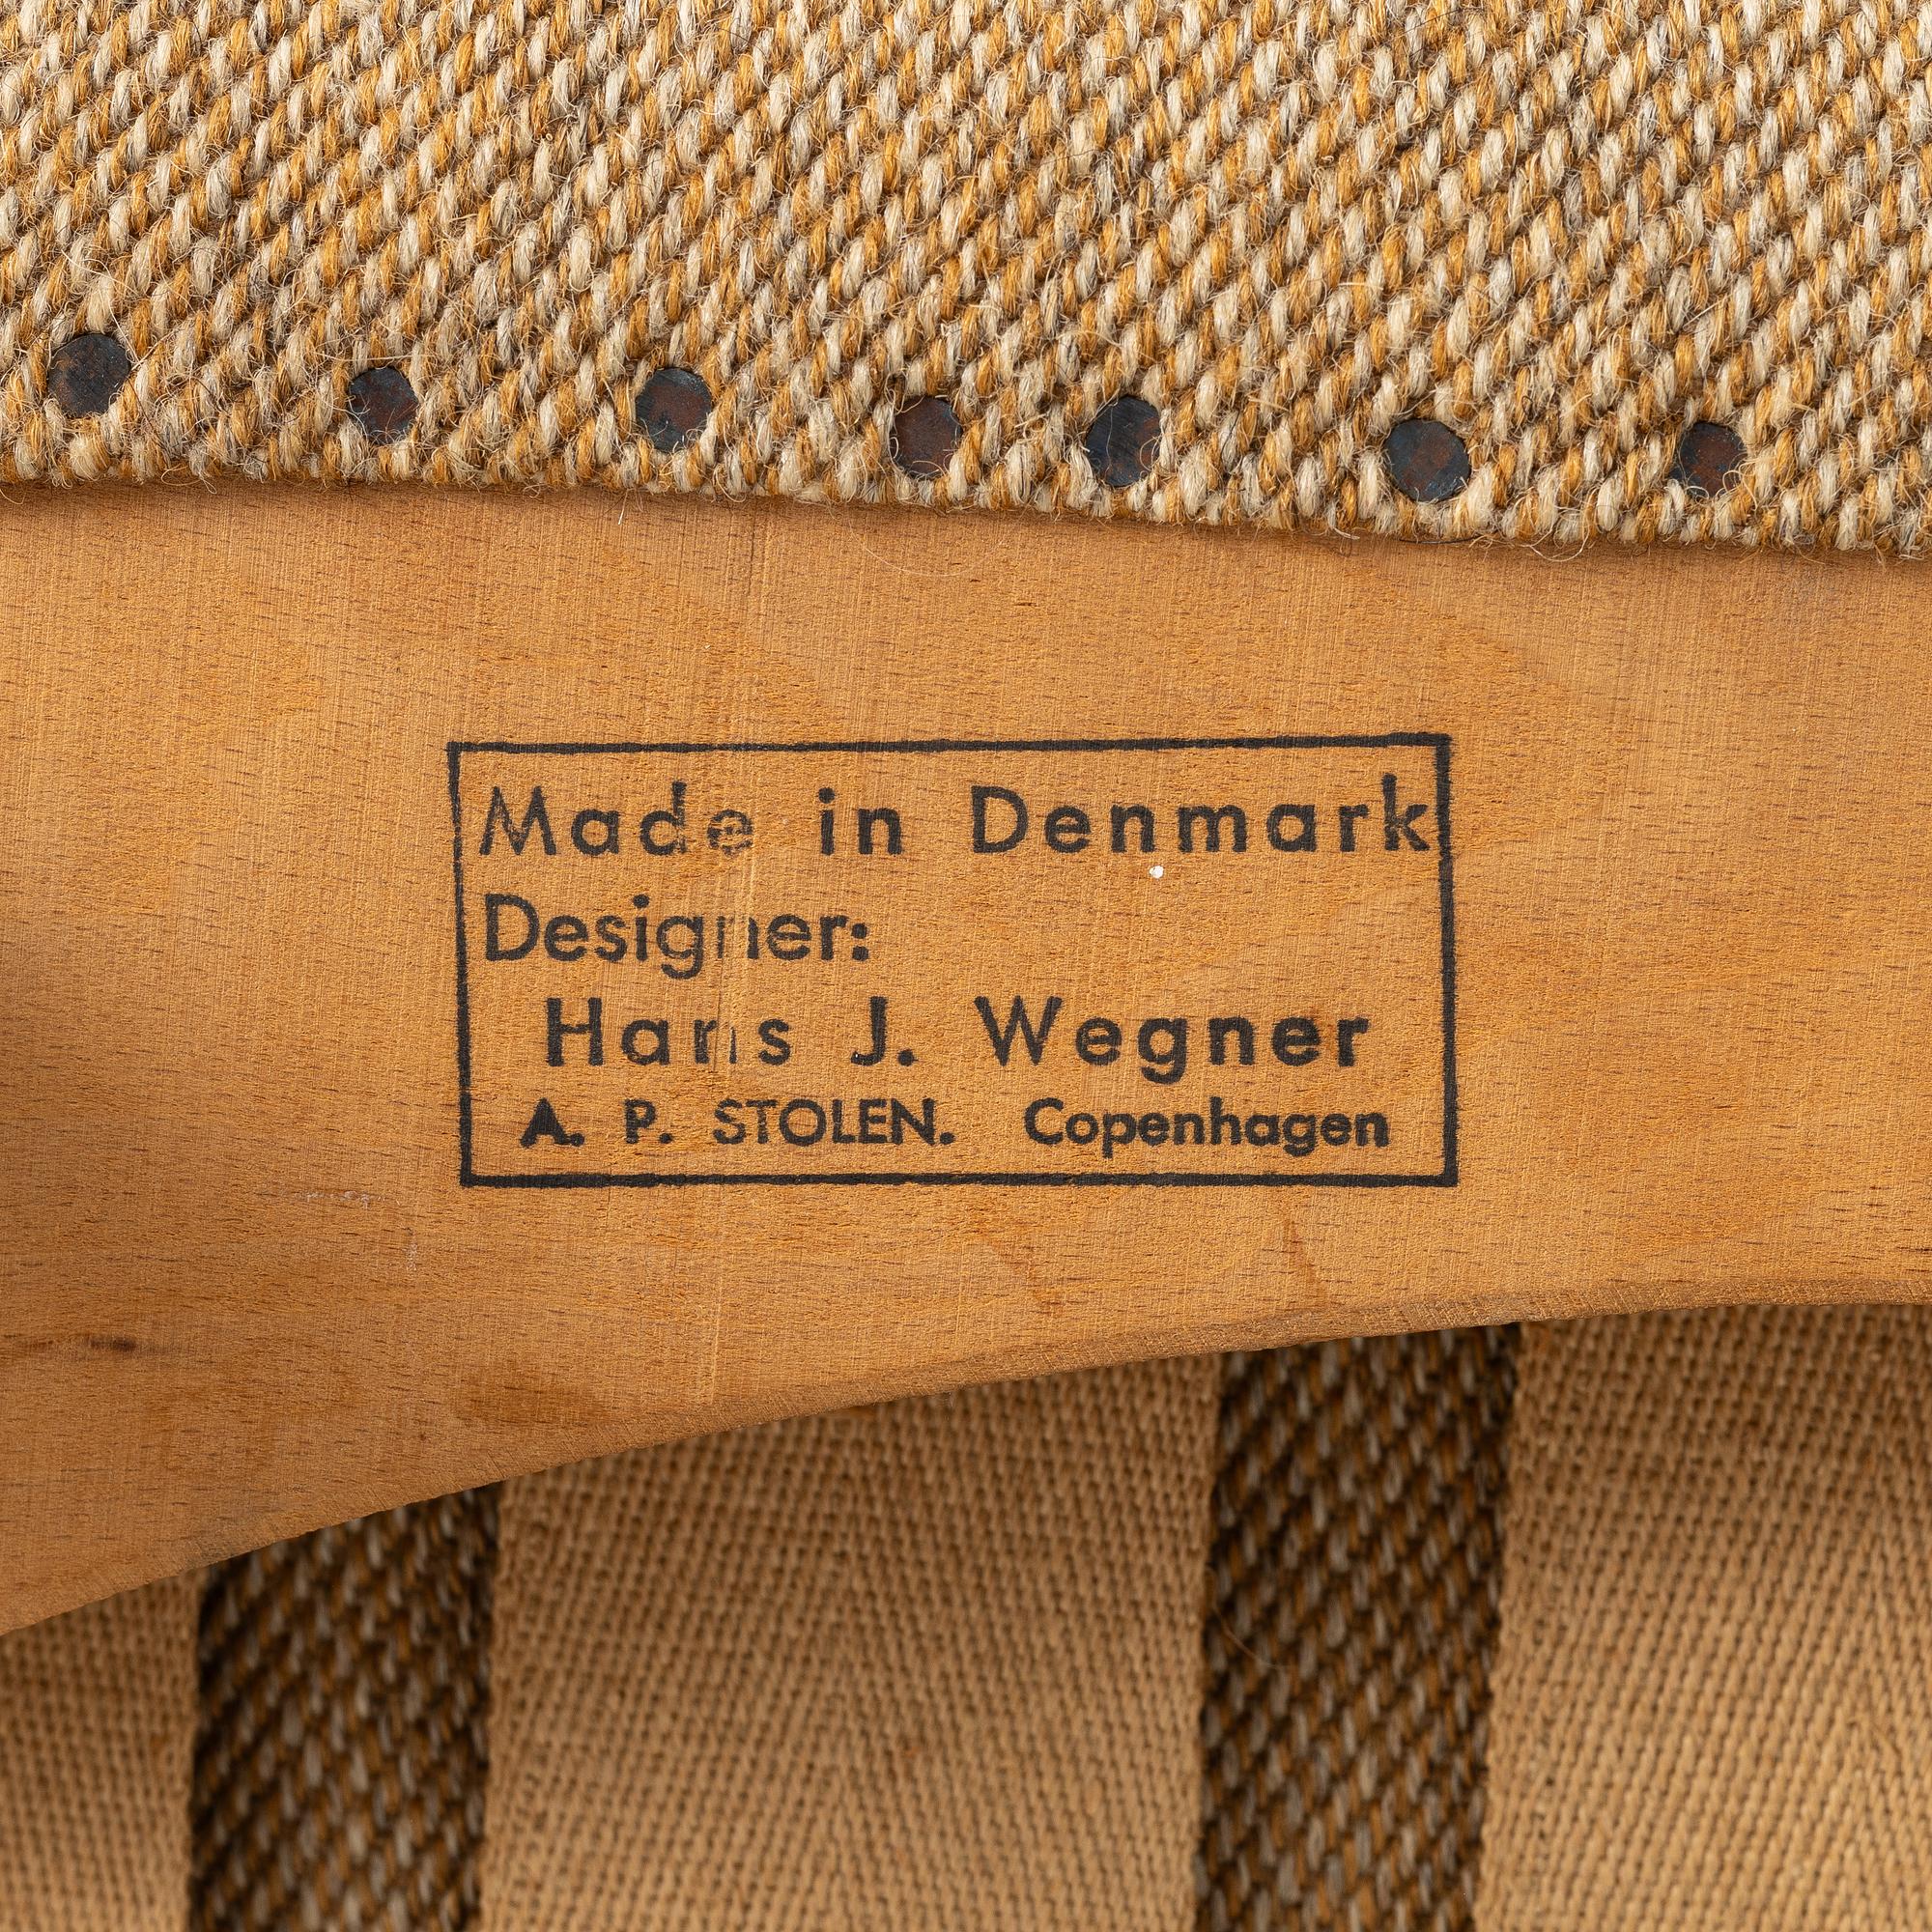 Made in Denmark
Designer:
Hans J. Wegner
A. P. STOLEN. Copenhagen